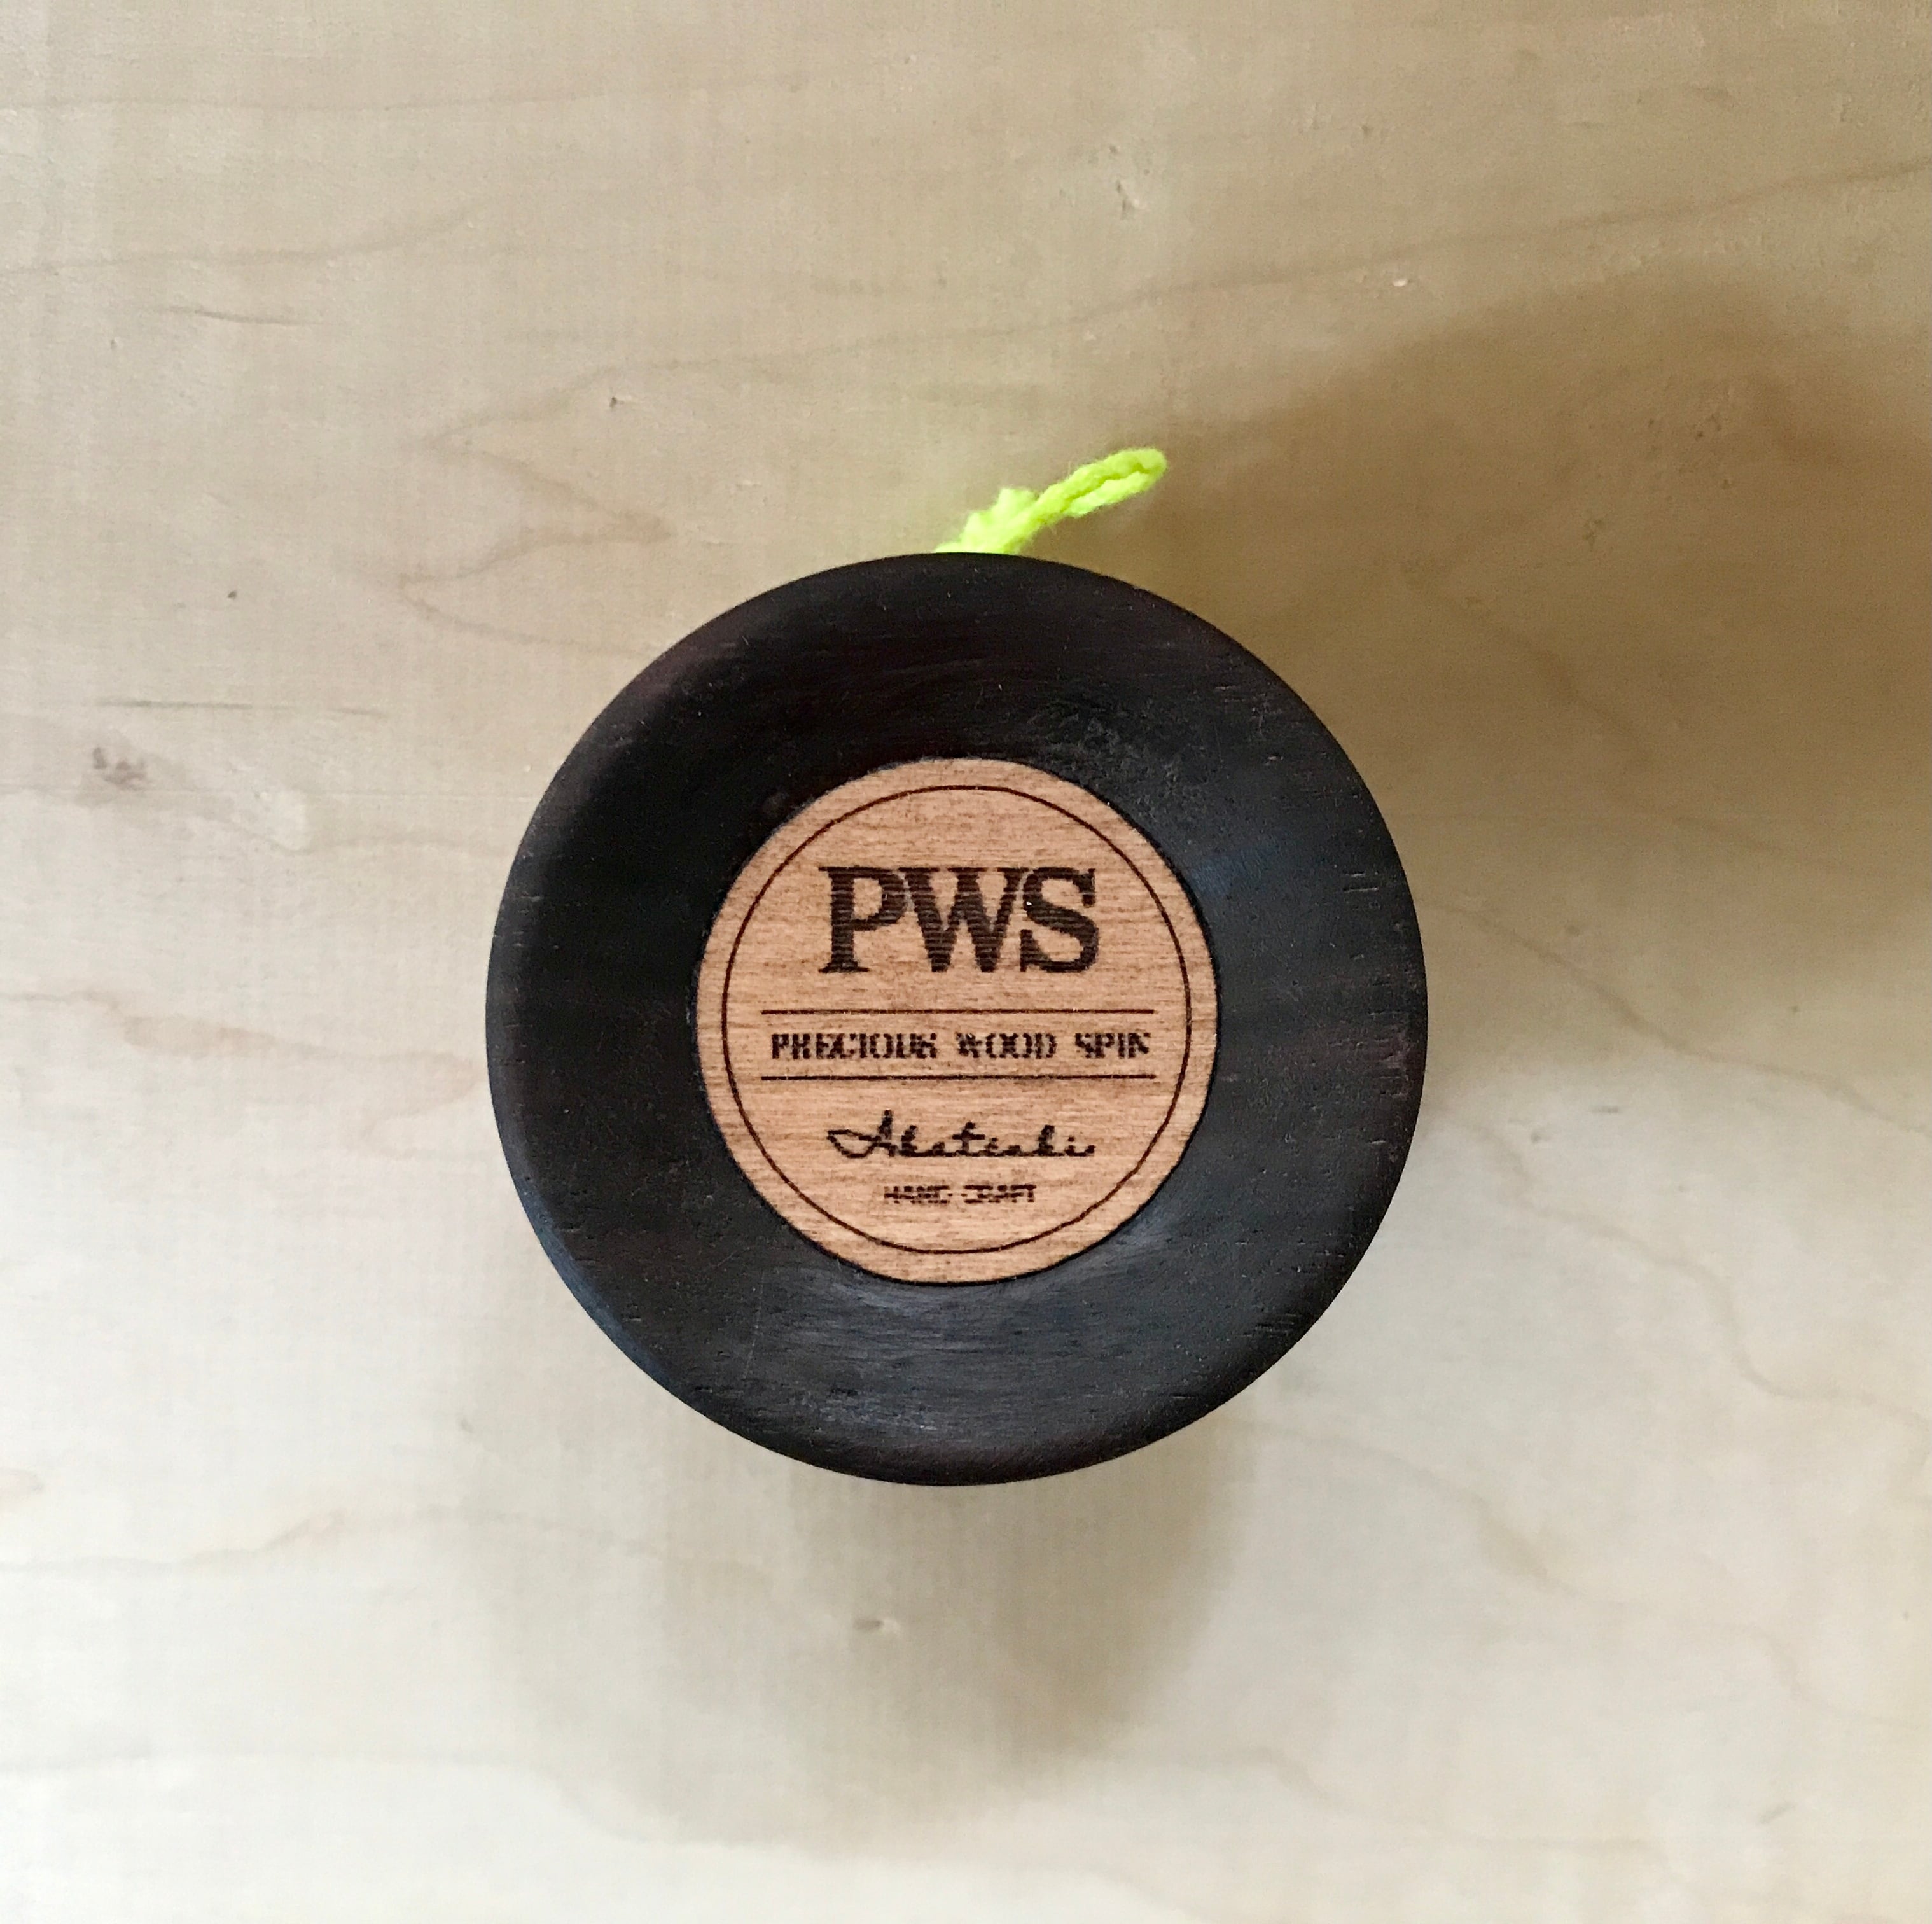 PWS
PRECIOUS WOOD SPIN
Akatsuki
HAND CRAFT